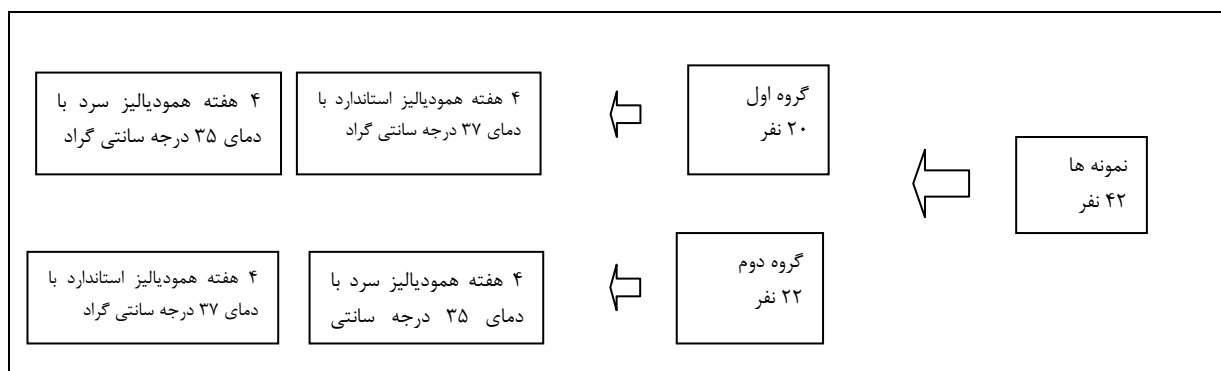 نمونه ها
۴۲ نفر
گروه اول
۲۰ نفر
۴ هفته همودیالیز استاندارد با
دمای ۳۷ درجه سانتی گراد
۴ هفته همودیالیز سرد با
دمای ۳۵ درجه سانتی گراد
گروه دوم
۲۲ نفر
۴ هفته همودیالیز سرد با
دمای ۳۵ درجه سانتی
۴ هفته همودیالیز استاندارد با
دمای ۳۷ درجه سانتی گراد